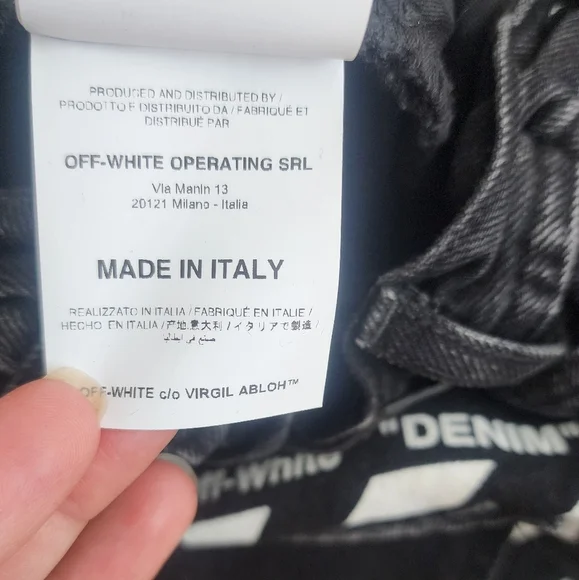 PRODUCED AND DISTRIBUTED BY /
PRODOTTO E DISTRIBUITO DA / FABRIQUÉ ET
DISTRIBUÉ PAR
OFF-WHITE OPERATING SRL
Via Manin 13
20121 Milano - Italia
MADE IN ITALY
REALIZZATO IN ITALIA / FABRIQUÉ EN ITALIE /
HECHO EN ITALIA / 产地意大利 / イタリアで製造 /
صنع في ايطاليا
OFF-WHITE c/o VIRGIL ABLOH™
"DENIM"
Off-White